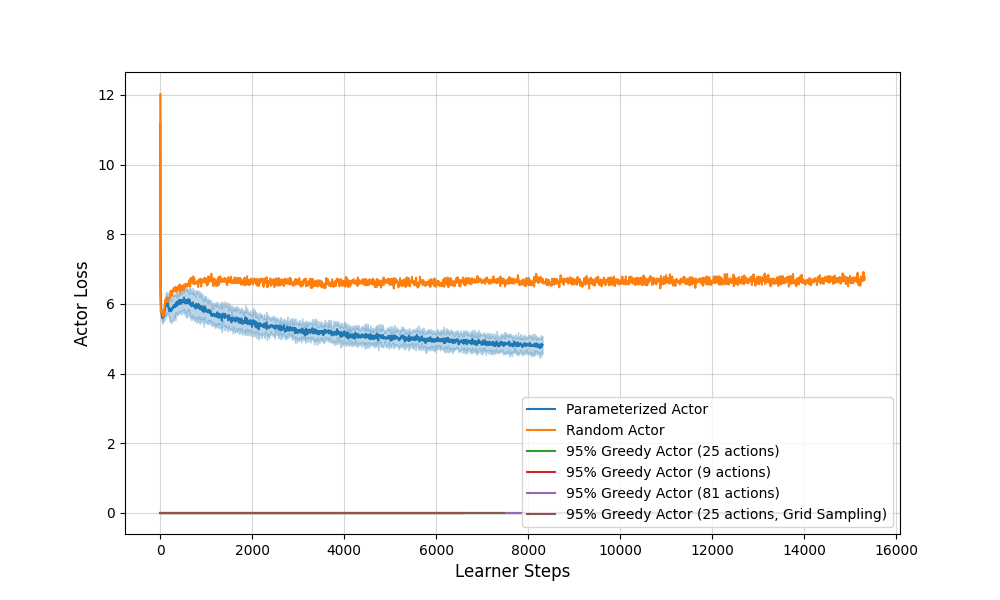 12
10
8
6
4
2
0
Actor Loss
Parameterized Actor
Random Actor
95% Greedy Actor (25 actions)
95% Greedy Actor (9 actions)
95% Greedy Actor (81 actions)
95% Greedy Actor (25 actions, Grid Sampling)
0 2000 4000 6000 8000 10000 12000 14000 16000
Learner Steps